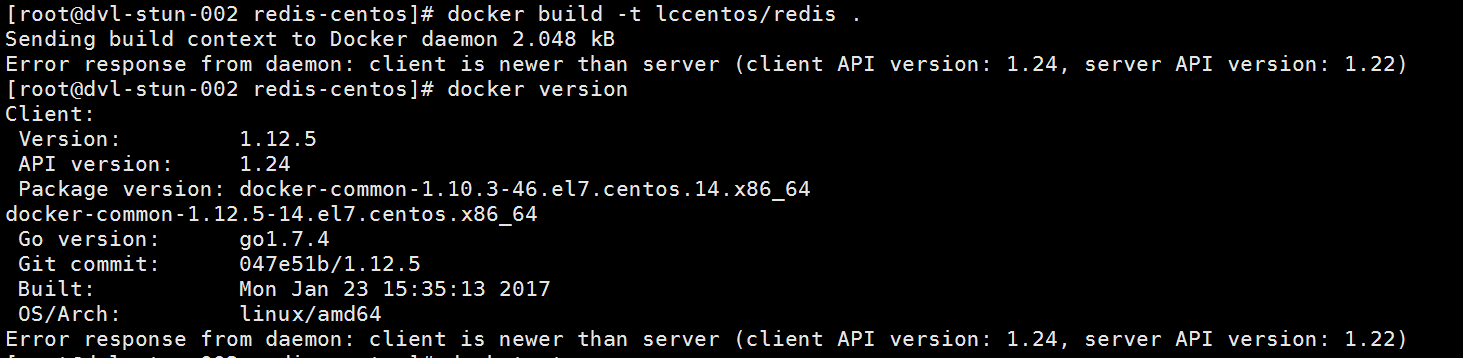 [root@dvl-stun-002 redis-centos]# docker build -t lccentos/redis .
Sending build context to Docker daemon 2.048 kB
Error response from daemon: client is newer than server (client API version: 1.24, server API version: 1.22)
[root@dvl-stun-002 redis-centos]# docker version
Client:
 Version:         1.12.5
 API version:     1.24
 Package version: docker-common-1.10.3-46.el7.centos.14.x86_64
docker-common-1.12.5-14.el7.centos.x86_64
 Go version:      go1.7.4
 Git commit:      047e51b/1.12.5
 Built:           Mon Jan 23 15:35:13 2017
 OS/Arch:         linux/amd64
Error response from daemon: client is newer than server (client API version: 1.24, server API version: 1.22)